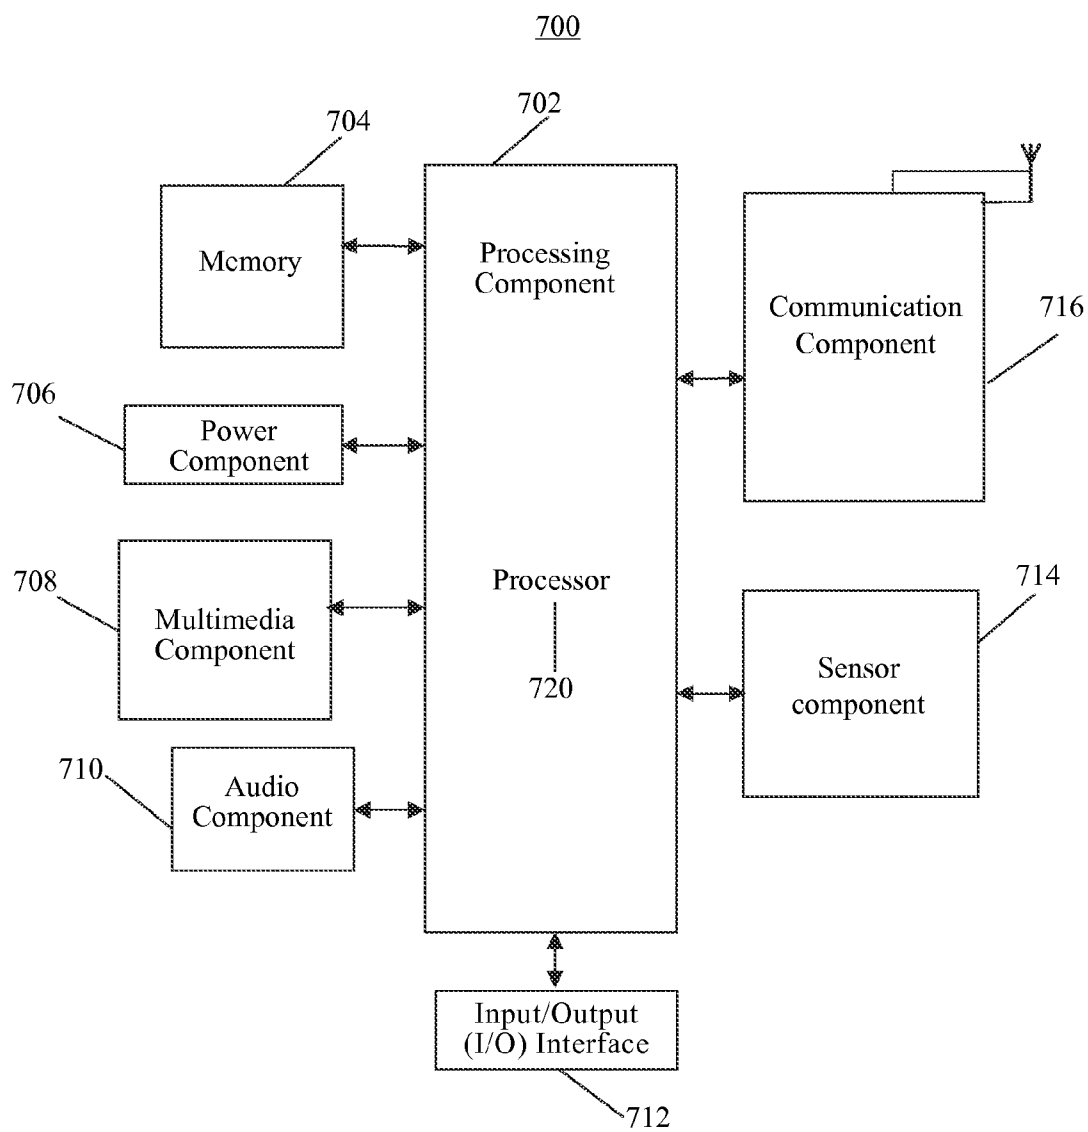 700
702
704
Memory
Processing
Component
Communication
Component
716
706
Power
Component
708
Multimedia
Component
Processor
720
714
Sensor
component
710
Audio
Component
Input/Output
(I/O) Interface
712